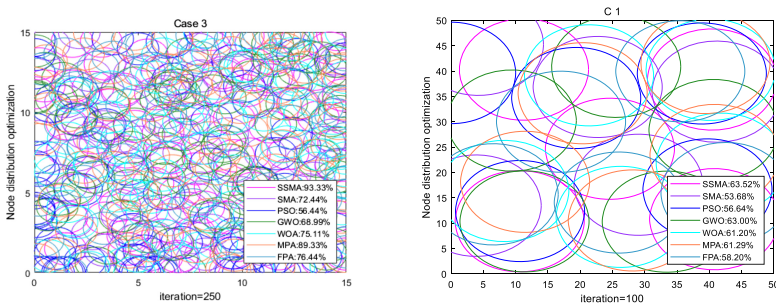 Case 3
15
10
5
0
Node distribution optimization
SSMA:93.33%
SMA:72.44%
PSO:56.44%
GWO:68.99%
WOA:75.11%
MPA:89.33%
FPA:76.44%
0 5 10 15
iteration=250
C 1
50
45
40
35
30
25
20
15
10
5
0
Node distribution optimization
SSMA:63.52%
SMA:53.68%
PSO:56.64%
GWO:63.00%
WOA:61.20%
MPA:61.29%
FPA:58.20%
0 5 10 15 20 25 30 35 40 45 50
iteration=100